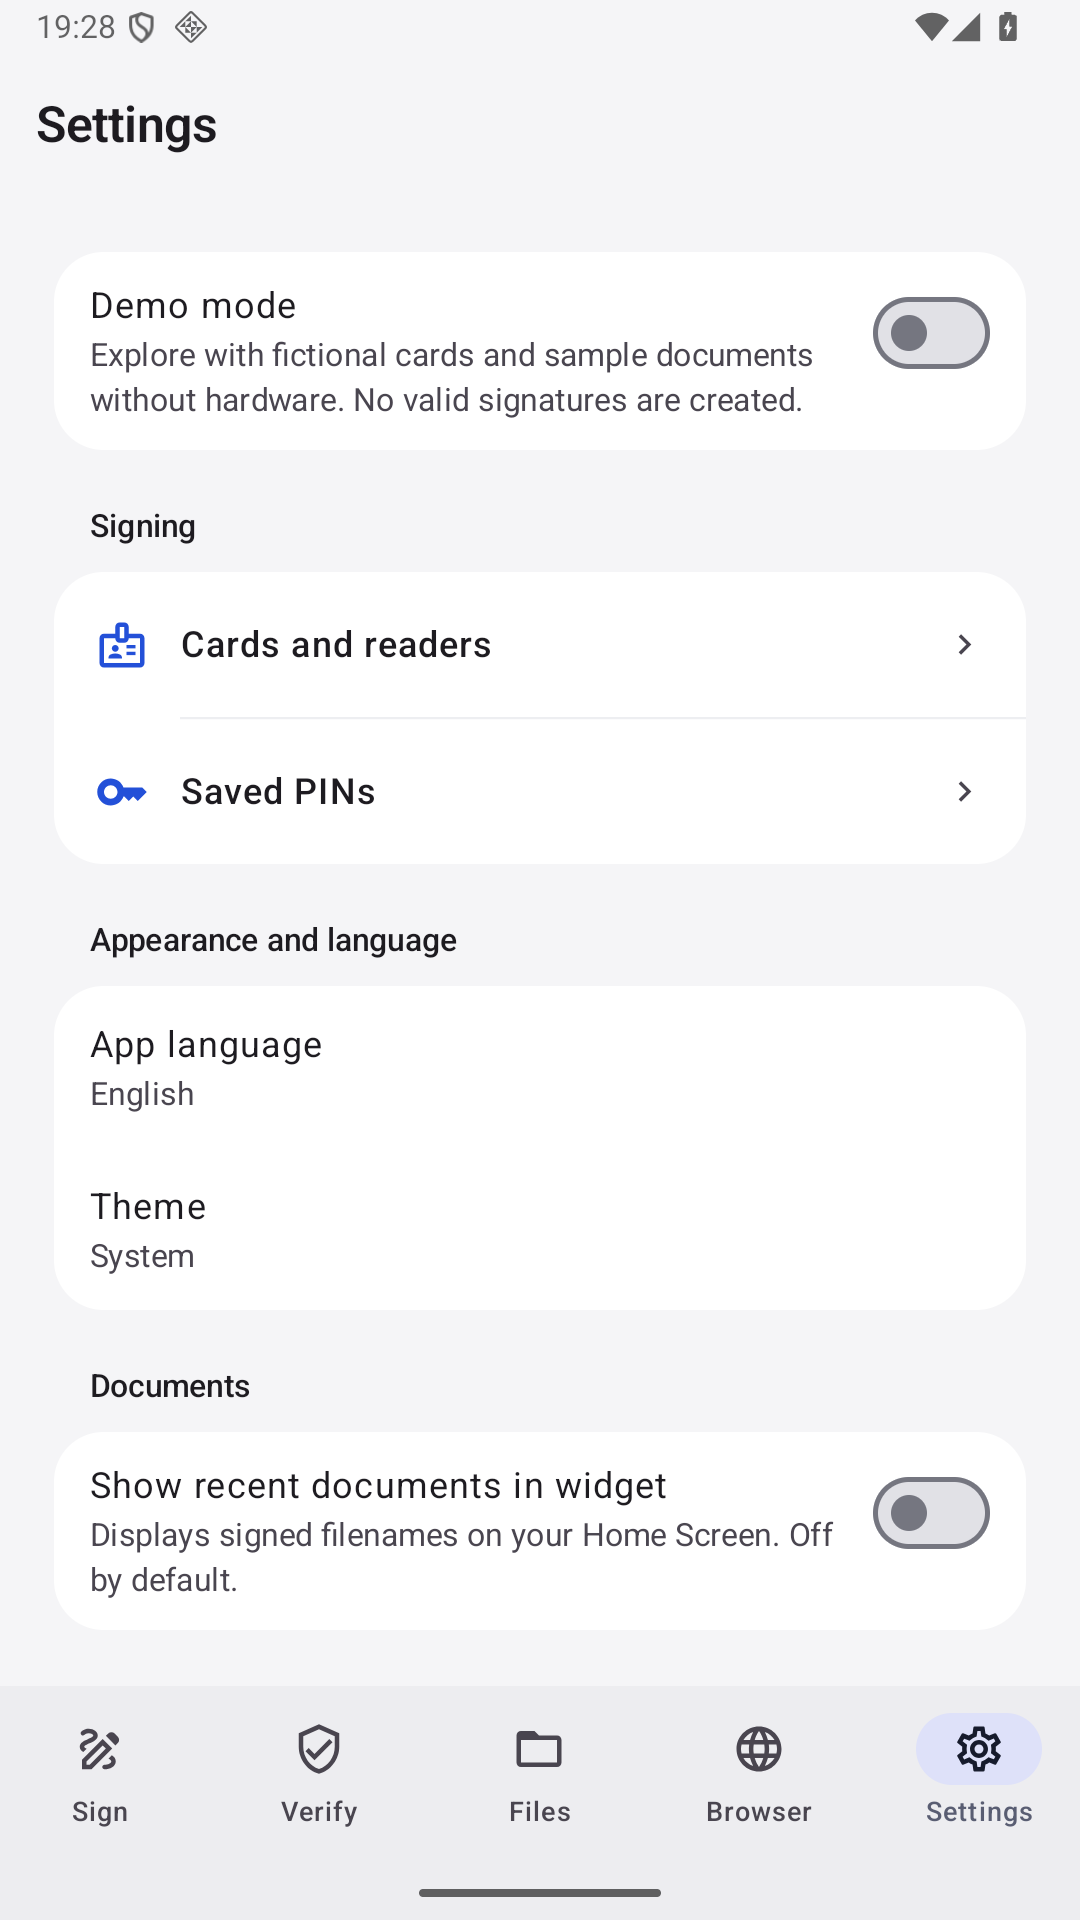 19:28
Settings
Demo mode
Explore with fictional cards and sample documents
without hardware. No valid signatures are created.
Signing
Cards and readers
Saved PINs
Appearance and language
App language
English
Theme
System
Documents
Show recent documents in widget
Displays signed filenames on your Home Screen. Off
by default.
Sign
Verify
Files
Browser
Settings